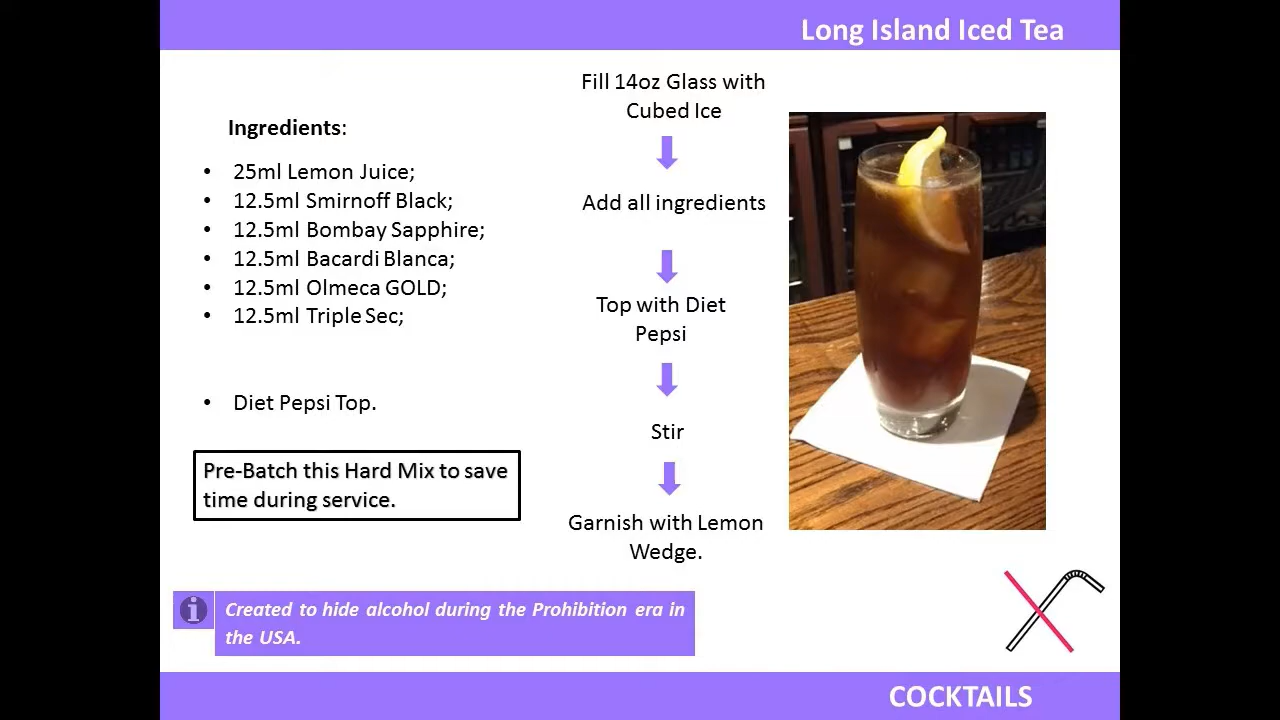 Long Island Iced Tea
Ingredients:
• 25ml Lemon Juice;
• 12.5ml Smirnoff Black;
• 12.5ml Bombay Sapphire;
• 12.5ml Bacardi Blanca;
• 12.5ml Olmeca GOLD;
• 12.5ml Triple Sec;
• Diet Pepsi Top.
Pre-Batch this Hard Mix to save
time during service.
Fill 14oz Glass with
Cubed Ice
Add all ingredients
Top with Diet
Pepsi
Stir
Garnish with Lemon
Wedge.
i
Created to hide alcohol during the Prohibition era in
the USA.
COCKTAILS